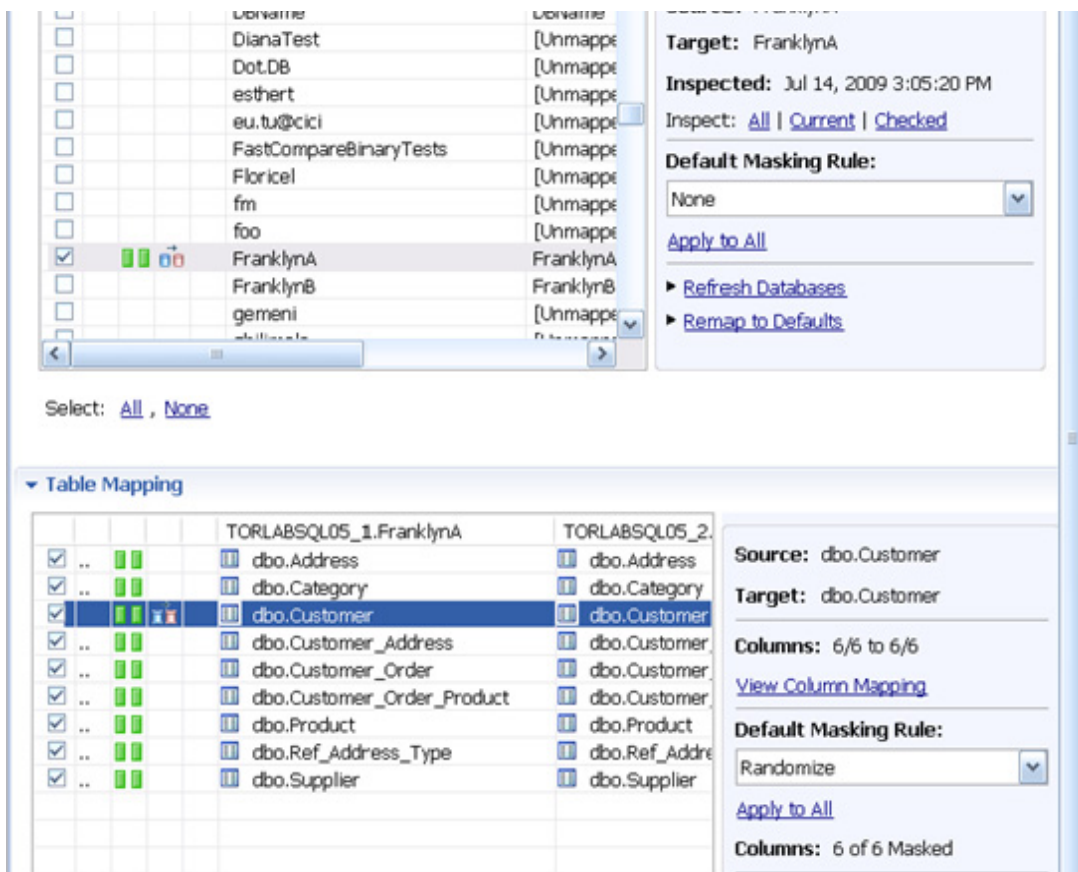 DBName DBName
DianaTest [Unmappe
Dot.DB [Unmappe
esthert [Unmappe
eu.tu@cici [Unmappe
FastCompareBinaryTests [Unmappe
Floricel [Unmappe
fm [Unmappe
foo [Unmappe
FranklynA FranklynA
FranklynB FranklynB
gemeni [Unmappe
Target: FranklynA
Inspected: Jul 14, 2009 3:05:20 PM
Inspect: All | Current | Checked
Default Masking Rule:
None
Apply to All
Refresh Databases
Remap to Defaults
Select: All , None
Table Mapping
TORLABSQL05_1.FranklynA TORLABSQL05_2.
.. dbo.Address dbo.Address
.. dbo.Category dbo.Category
dbo.Customer dbo.Customer
.. dbo.Customer_Address dbo.Customer_
.. dbo.Customer_Order dbo.Customer_
.. dbo.Customer_Order_Product dbo.Customer_
.. dbo.Product dbo.Product
.. dbo.Ref_Address_Type dbo.Ref_Addre
.. dbo.Supplier dbo.Supplier
Source: dbo.Customer
Target: dbo.Customer
Columns: 6/6 to 6/6
View Column Mapping
Default Masking Rule:
Randomize
Apply to All
Columns: 6 of 6 Masked